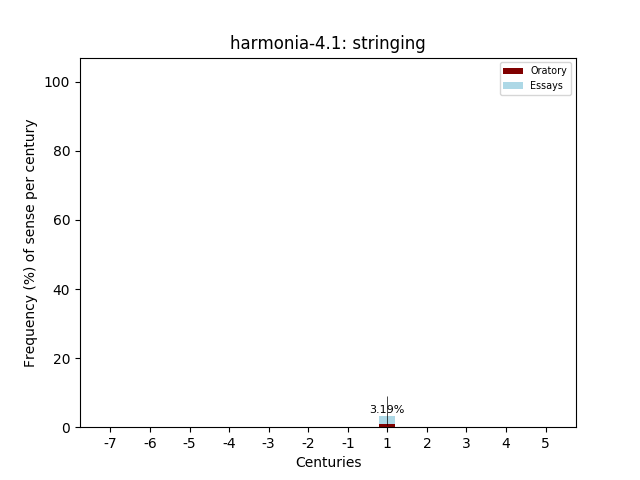 harmonia-4.1: stringing
Oratory
Essays
Frequency (%) of sense per century
100
80
60
40
20
0
3.19%
-7 -6 -5 -4 -3 -2 -1 1 2 3 4 5
Centuries